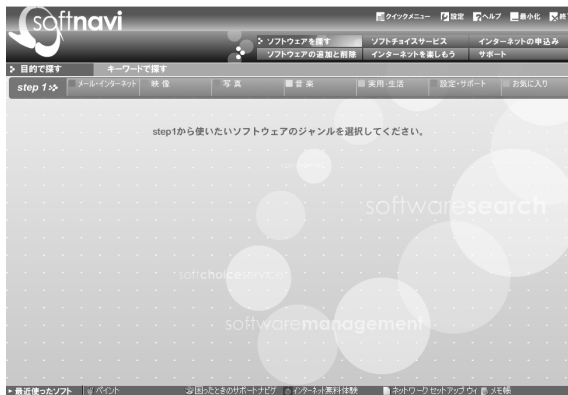 softnavi
クイックメニュー 設定 ヘルプ 最小化 終了
ソフトウェアを探す ソフトチョイスサービス インターネットの申込み
ソフトウェアの追加と削除 インターネットを楽しもう サポート
目的で探す キーワードで探す
step 1 メール・インターネット 映像 写真 音楽 実用・生活 設定・サポート お気に入り
step1から使いたいソフトウェアのジャンルを選択してください。
softwaresearch
softchoiceservice
softwaremanagement
最近使ったソフト ペイント 困ったときのサポートナビゲ インターネット無料体験 ネットワークセットアップ ウィ メモ帳